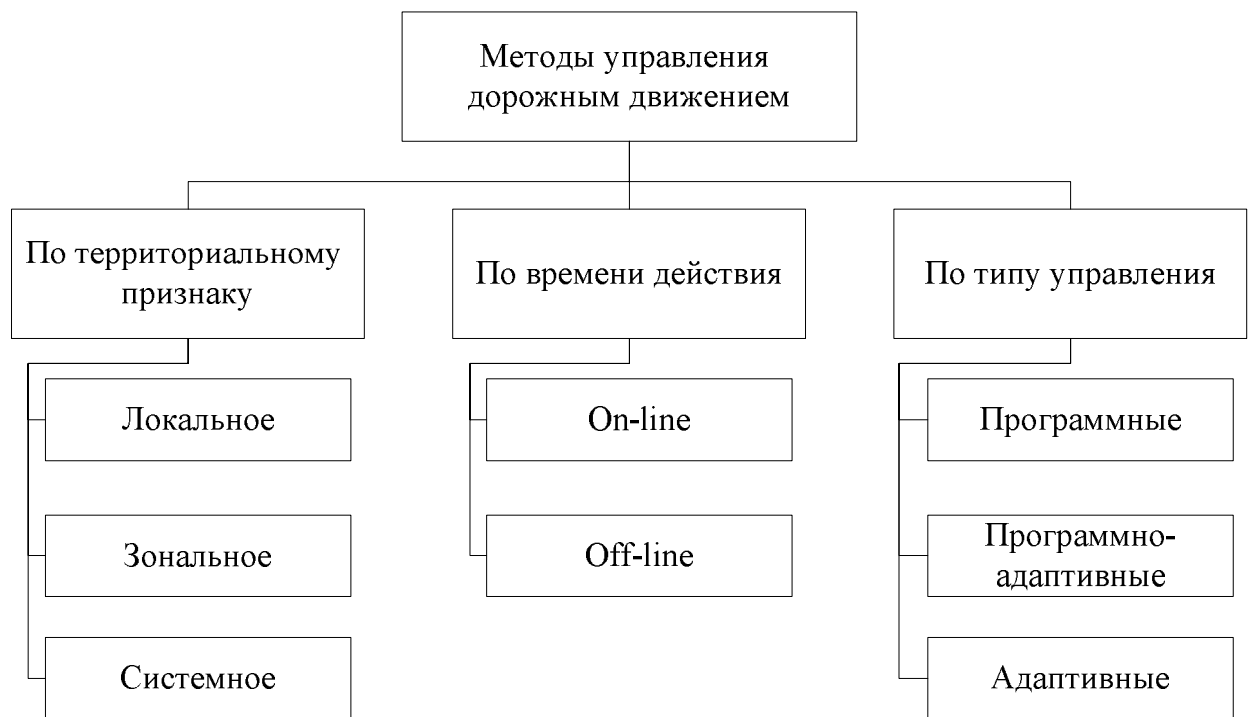 Методы управления
дорожным движением
По территориальному
признаку
По времени действия
По типу управления
Локальное
On-line
Программные
Зональное
Off-line
Программно-
адаптивные
Системное
Адаптивные